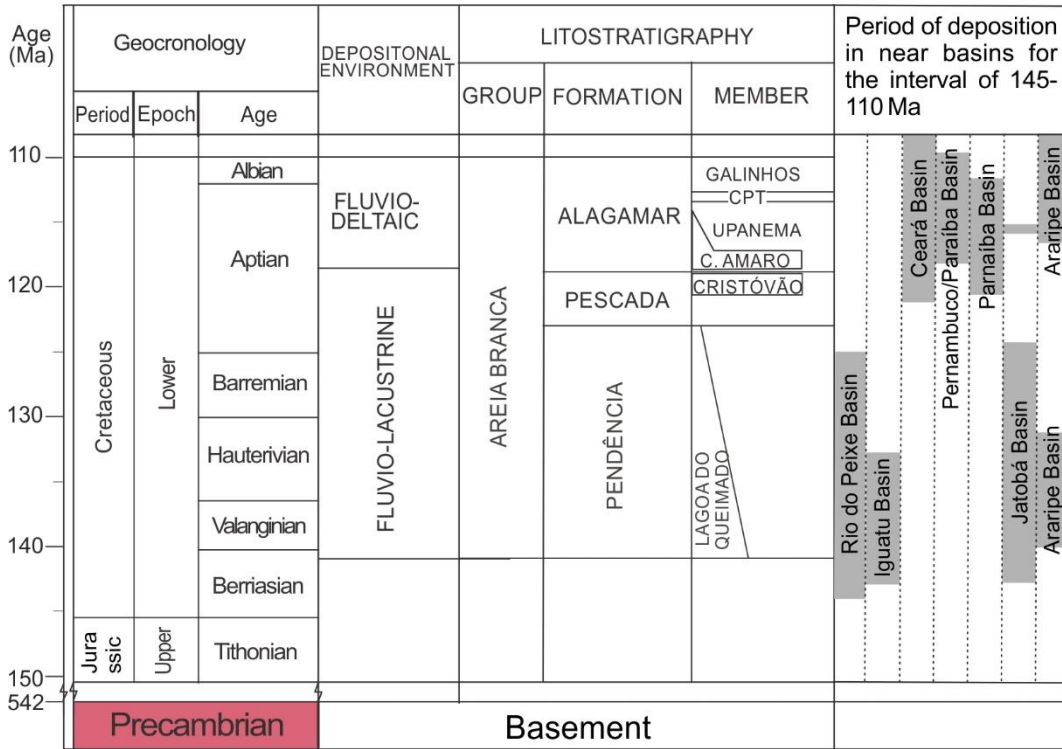 Age
(Ma)
Geocronology
DEPOSITONAL
ENVIRONMENT
LITOSTRATIGRAPHY
Period of deposition
in near basins for
the interval of 145-
110 Ma
Period
Epoch
Age
GROUP
FORMATION
MEMBER
110
120
130
140
150
542
Cretaceous
Jura
ssic
Lower
Upper
Albian
Aptian
Barremian
Hauterivian
Valanginian
Berriasian
Tithonian
FLUVIO-
DELTAIC
FLUVIO-LACUSTRINE
AREIA BRANCA
ALAGAMAR
PESCADA
PENDÊNCIA
GALINHOS
CPT
UPANEMA
C. AMARO
CRISTÓVÃO
LAGOA DO
QUEIMADO
Rio do Peixe Basin
Iguatu Basin
Ceará Basin
Pernambuco/Paraíba Basin
Parnaíba Basin
Jatobá Basin
Araripe Basin
Araripe Basin
Precambrian
Basement